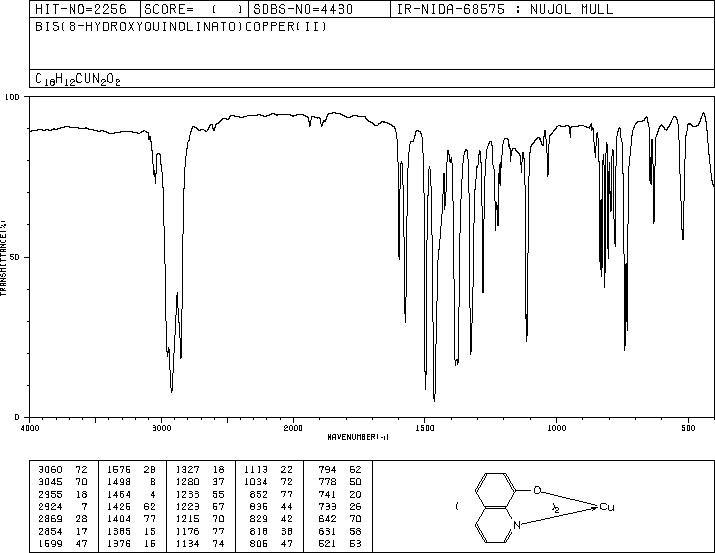 HIT-NO=2256 SCORE= ( ) SDBS-NO=4430 IR-NIDA-68575 : NUJOL MULL
BIS(8-HYDROXYQUINOLINATO)COPPER(II)
C18H12CUN2O2
100
50
0
TRANSMITTANCE(%)
4000 3000 2000 1500 1000 500
WAVENUMBER(-1)
3060 72 1576 28 1327 18 1113 22 794 62
3045 70 1498 8 1280 37 1034 72 778 50
2955 18 1464 4 1233 55 852 77 741 20
2924 7 1426 62 1223 57 836 44 733 26
2869 28 1404 77 1215 70 829 42 642 70
2854 17 1385 15 1176 77 818 38 631 58
1599 47 1376 16 1134 74 806 47 521 53
( O )2 Cu
N